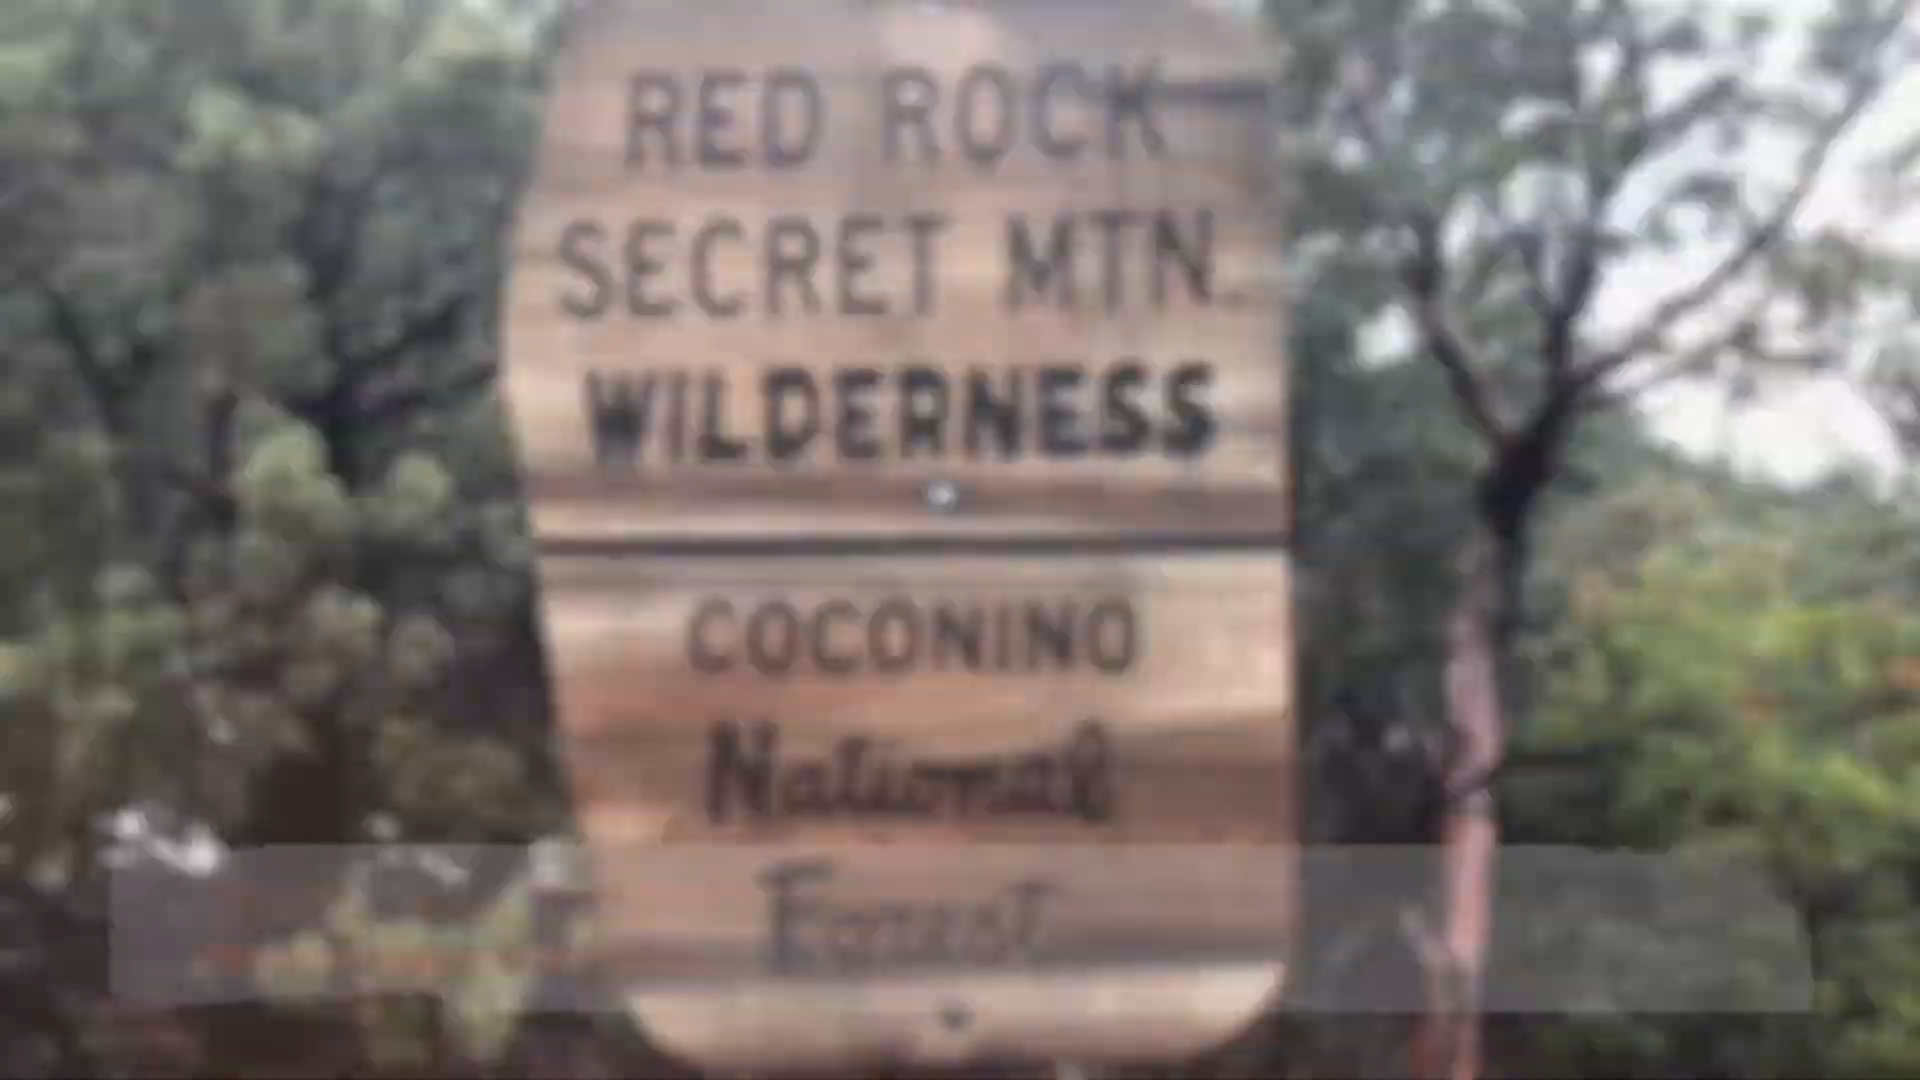 RED ROCK
SECRET MTN.
WILDERNESS
COCONINO
National
Forest